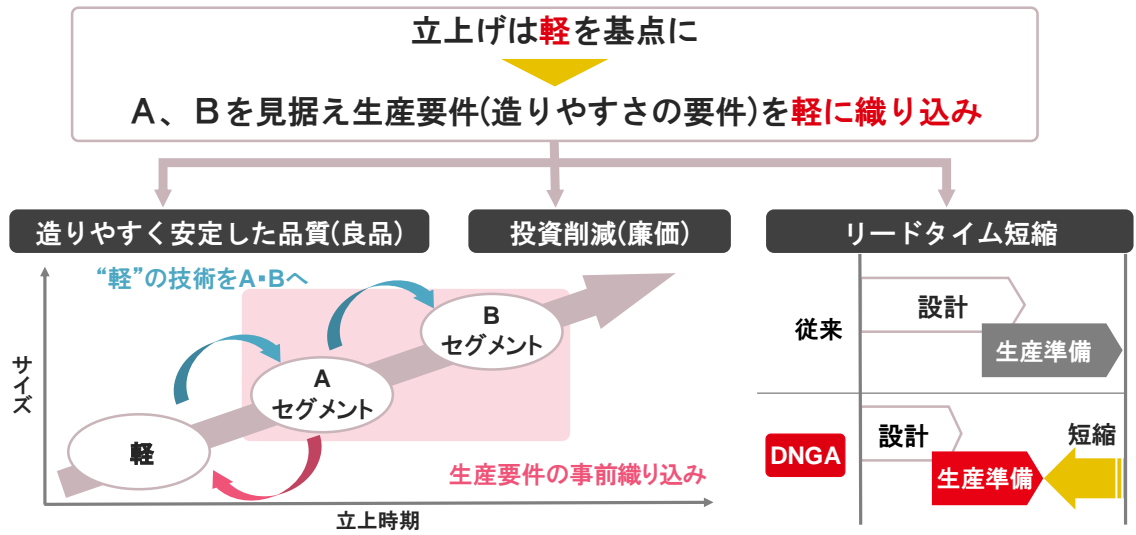 立上げは軽を基点に
A、Bを見据え生産要件(造りやすさの要件)を軽に織り込み
造りやすく安定した品質(良品)
投資削減(廉価)
リードタイム短縮
“軽”の技術をA・Bへ
B
セグメント
A
セグメント
軽
サイズ
生産要件の事前織り込み
立上時期
設計
従来
生産準備
設計
短縮
DNGA
生産準備